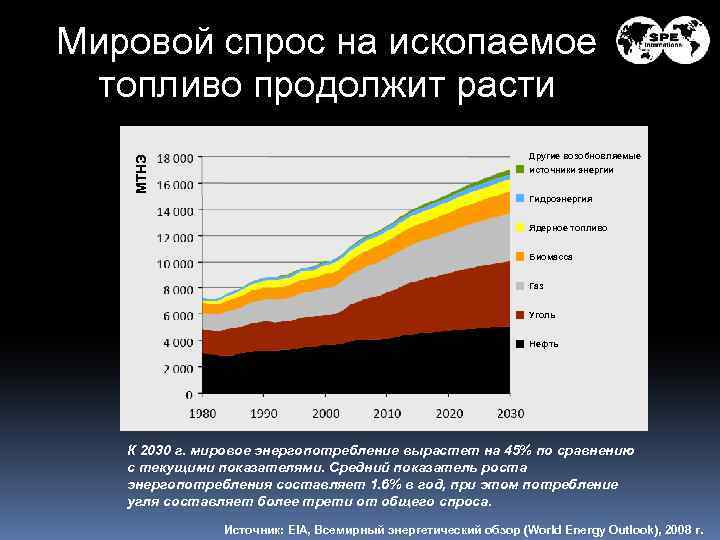 Мировой спрос на ископаемое
топливо продолжит расти
SPE
International
МТНЭ
18 000
16 000
14 000
12 000
10 000
8 000
6 000
4 000
2 000
0
1980 1990 2000 2010 2020 2030
Другие возобновляемые
источники энергии
Гидроэнергия
Ядерное топливо
Биомасса
Газ
Уголь
Нефть
К 2030 г. мировое энергопотребление вырастет на 45% по сравнению
с текущими показателями. Средний показатель роста
энергопотребления составляет 1.6% в год, при этом потребление
угля составляет более трети от общего спроса.
Источник: EIA, Всемирный энергетический обзор (World Energy Outlook), 2008 г.